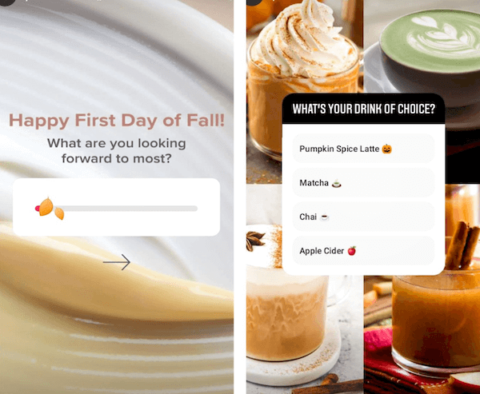 Happy First Day of Fall!
What are you looking
forward to most?
WHAT'S YOUR DRINK OF CHOICE?
Pumpkin Spice Latte 🎃
Matcha 🍵
Chai ☕
Apple Cider 🍎